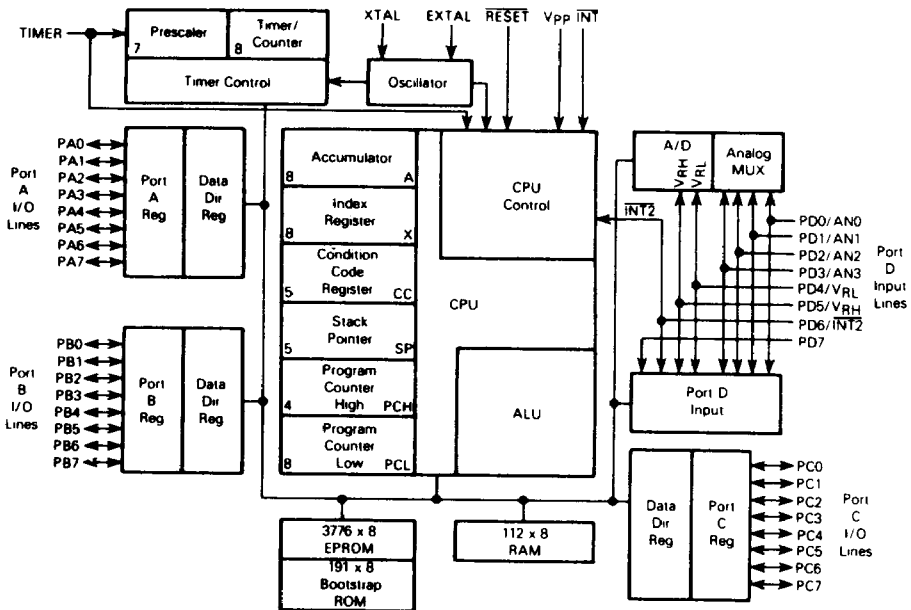 TIMER
Prescaler
7
Timer/
Counter
8
Timer Control
XTAL
EXTAL
RESET
VPP
INT
Oscillator
Port
A
I/O
Lines
PA0
PA1
PA2
PA3
PA4
PA5
PA6
PA7
Port
A
Reg
Data
Dir
Reg
Port
B
I/O
Lines
PB0
PB1
PB2
PB3
PB4
PB5
PB6
PB7
Port
B
Reg
Data
Dir
Reg
Accumulator
8 A
Index
Register
8 X
Condition
Code
Register
5 CC
Stack
Pointer
5 SP
Program
Counter
High
4 PCH
Program
Counter
Low
8 PCL
CPU
Control
CPU
ALU
INT2
A/D
VRH
VRL
Analog
MUX
PD0/AN0
PD1/AN1
PD2/AN2
PD3/AN3
PD4/VRL
PD5/VRH
PD6/INT2
PD7
Port
D
Input
Lines
Port D
Input
Data
Dir
Reg
Port
C
Reg
PC0
PC1
PC2
PC3
PC4
PC5
PC6
PC7
Port
C
I/O
Lines
3776 x 8
EPROM
191 x 8
Bootstrap
ROM
112 x 8
RAM